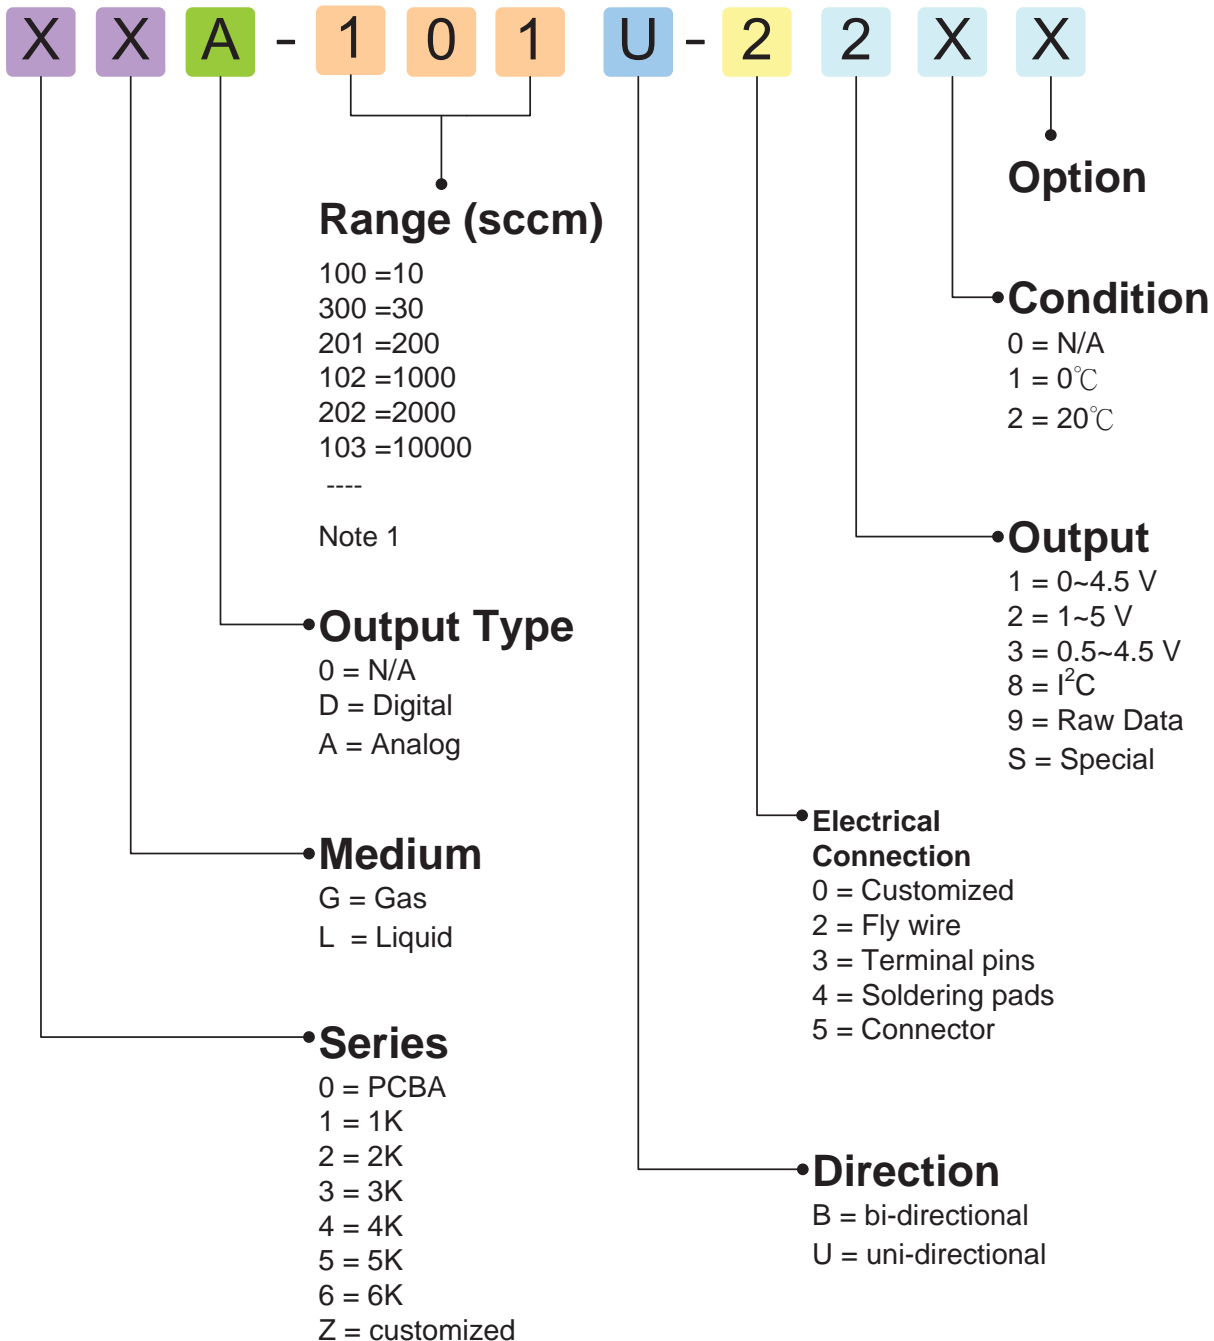 X X A - 1 0 1 U - 2 2 X X
Option
Range (sccm)
100 =10
300 =30
201 =200
102 =1000
202 =2000
103 =10000
----
Note 1
Condition
0 = N/A
1 = 0℃
2 = 20℃
Output
1 = 0~4.5 V
2 = 1~5 V
3 = 0.5~4.5 V
8 = I²C
9 = Raw Data
S = Special
Output Type
0 = N/A
D = Digital
A = Analog
Electrical
Connection
0 = Customized
2 = Fly wire
3 = Terminal pins
4 = Soldering pads
5 = Connector
Medium
G = Gas
L = Liquid
Series
0 = PCBA
1 = 1K
2 = 2K
3 = 3K
4 = 4K
5 = 5K
6 = 6K
Z = customized
Direction
B = bi-directional
U = uni-directional